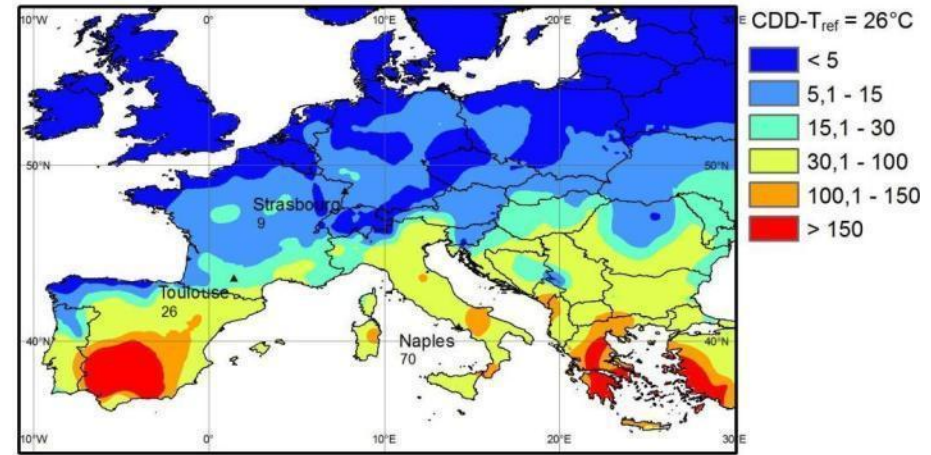 10°W 0° 10°E 20°E 30°E
CDD-Tref = 26°C
< 5
5,1 - 15
15,1 - 30
30,1 - 100
100,1 - 150
> 150
50°N 50°N
Strasbourg
9
Toulouse
26
40°N 40°N
Naples
70
10°W 0° 10°E 20°E 30°E